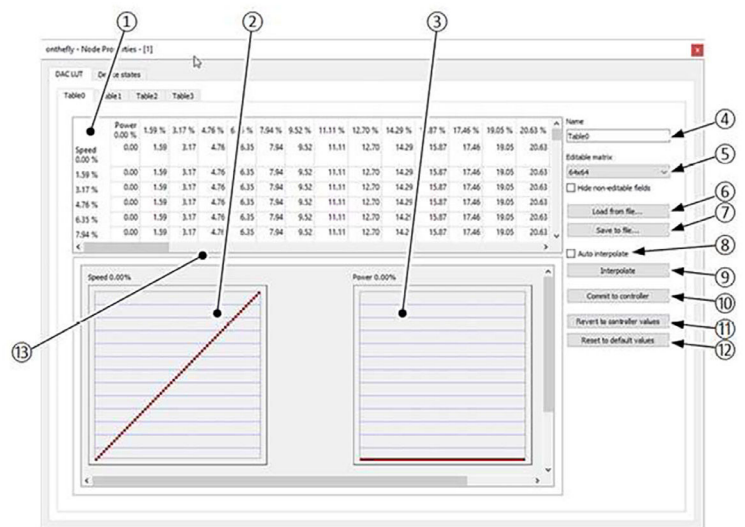 ① ② ③
onthefly - Node Properties - [1]
DAC LUT Device states
Table0 Table1 Table2 Table3
Power
0.00 % 1.59 % 3.17 % 4.76 % 7.94 % 9.52 % 11.11 % 12.70 % 14.29 % 17.46 % 19.05 % 20.63 %
Speed
0.00 %
0.00 1.59 3.17 4.76 6.35 7.94 9.52 11.11 12.70 14.29 15.87 17.46 19.05 20.63
1.59 % 0.00 1.59 3.17 4.76 6.35 7.94 9.52 11.11 12.70 14.29 15.87 17.46 19.05 20.63
3.17 % 0.00 1.59 3.17 4.76 6.35 7.94 9.52 11.11 12.70 14.29 15.87 17.46 19.05 20.63
4.76 % 0.00 1.59 3.17 4.76 6.35 7.94 9.52 11.11 12.70 14.29 15.87 17.46 19.05 20.63
6.35 % 0.00 1.59 3.17 4.76 6.35 7.94 9.52 11.11 12.70 15.87 17.46 19.05 20.63
7.94 % 0.00 1.59 3.17 4.76 6.35 7.94 9.52 11.11 12.70 14.29 15.87 17.46 19.05 20.63
Speed 0.00%
Power 0.00%
Name
Table0 ④
Editable matrix
64x64 ⑤
Hide non-editable fields
Load from file... ⑥
Save to file... ⑦
Auto interpolate ⑧
Interpolate ⑨
Commit to controller ⑩
Revert to controller values ⑪
Reset to default values ⑫
⑬